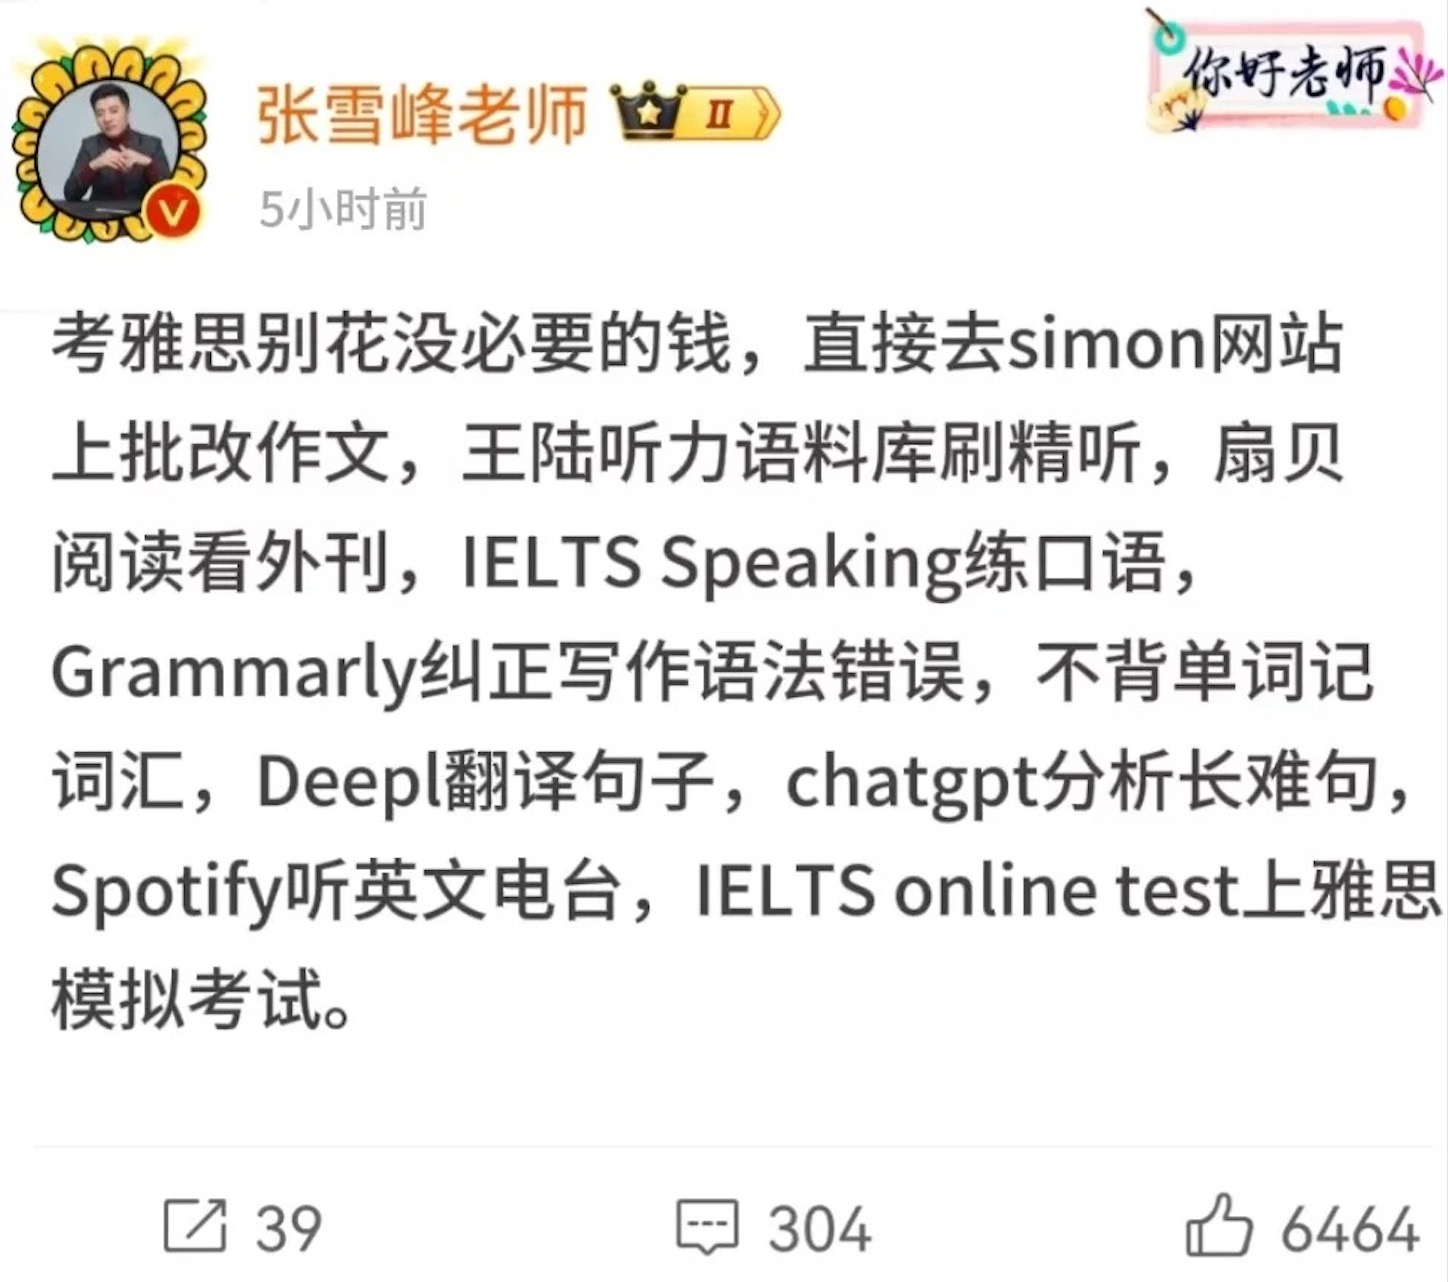 张雪峰老师
II
你好老师
5小时前
考雅思别花没必要的钱，直接去simon网站
上批改作文，王陆听力语料库刷精听，扇贝
阅读看外刊，IELTS Speaking练口语，
Grammarly纠正写作语法错误，不背单词记
词汇，Deepl翻译句子，chatgpt分析长难句，
Spotify听英文电台，IELTS online test上雅思
模拟考试。
39
304
6464